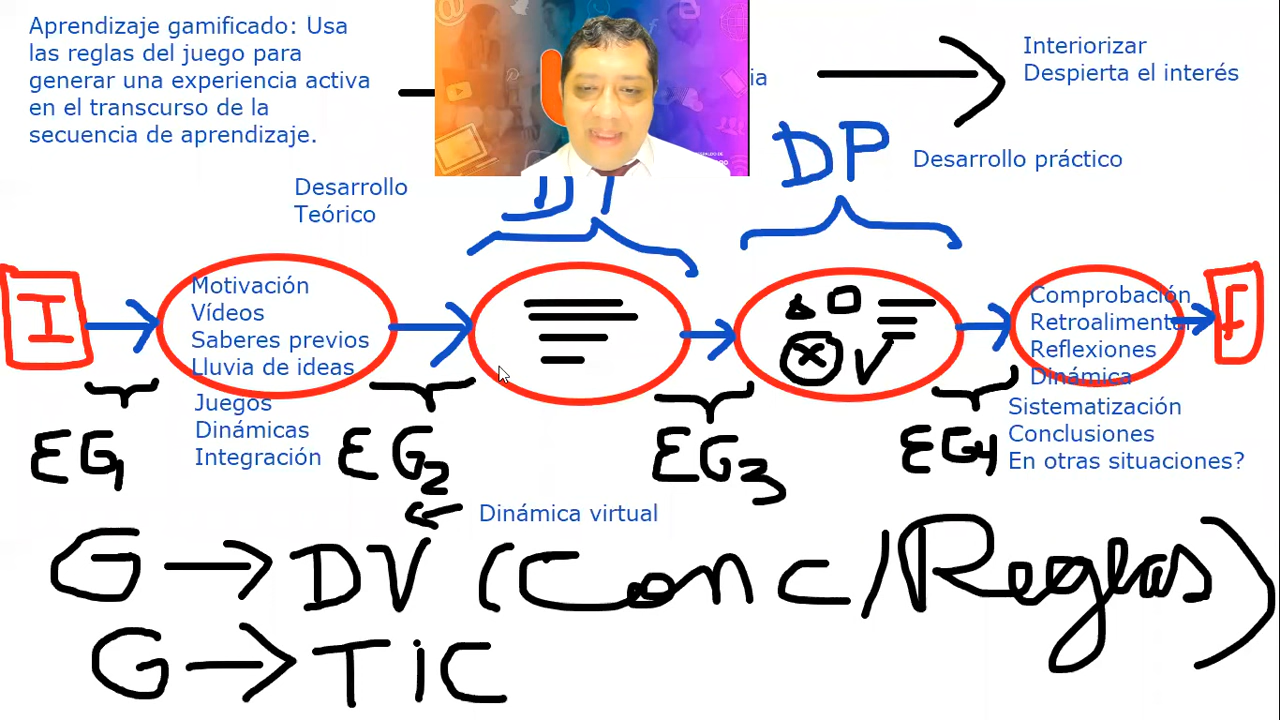 Aprendizaje gamificado: Usa
las reglas del juego para
generar una experiencia activa
en el transcurso de la
secuencia de aprendizaje.
Interiorizar
Despierta el interés
DP
Desarrollo práctico
Desarrollo
Teórico
I
Motivación
Vídeos
Saberes previos
Lluvia de ideas
Juegos
Dinámicas
Integración
Comprobación
Retroalimentar
Reflexiones
Dinámica
Sistematización
Conclusiones
En otras situaciones?
F
EG1
EG2
EG3
EG4
Dinámica virtual
G → DV (Conc/Reglas)
G → TiC